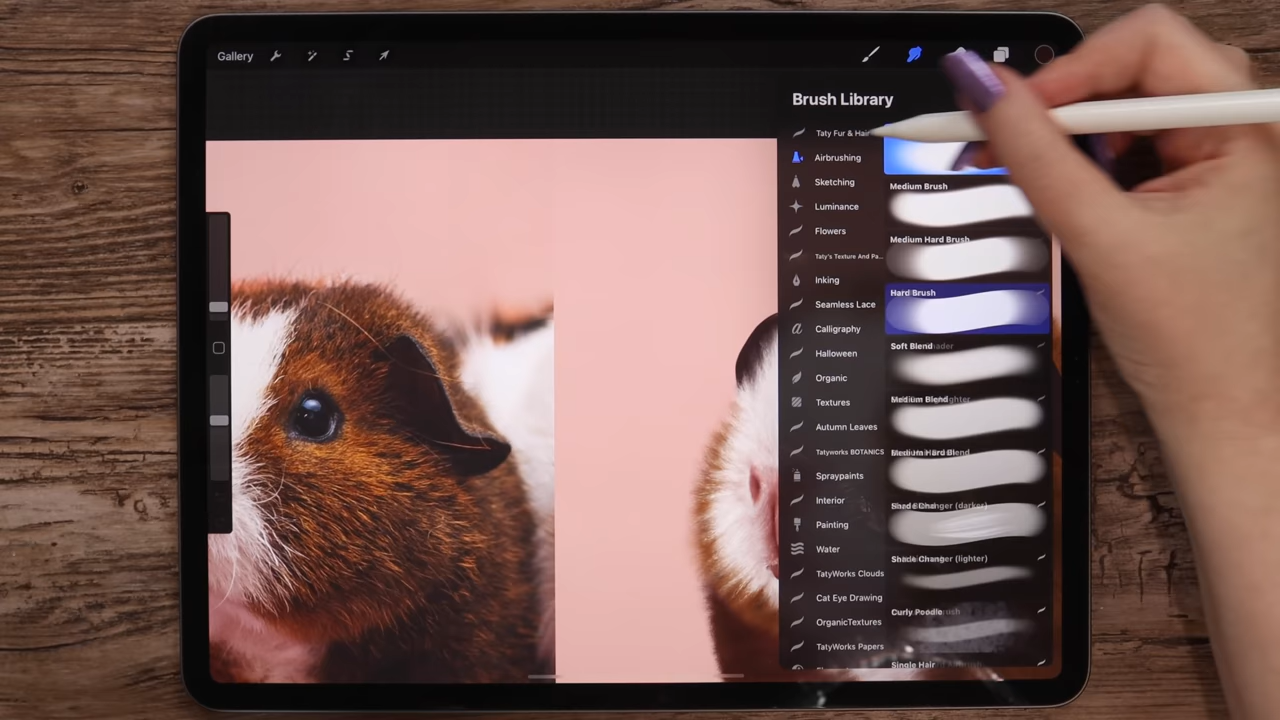 Gallery
Brush Library
Taty Fur & Hair
Airbrushing
Sketching
Luminance
Flowers
Taty's Texture And Pa...
Inking
Seamless Lace
Calligraphy
Halloween
Organic
Textures
Autumn Leaves
Tatyworks BOTANICS
Spraypaints
Interior
Painting
Water
TatyWorks Clouds
Cat Eye Drawing
OrganicTextures
TatyWorks Papers
Medium Brush
Medium Hard Brush
Hard Brush
Soft Blend
Medium Blend
Medium Hard Blend
Shade Changer (darker)
Shade Changer (lighter)
Curly Poodle
Single Hair